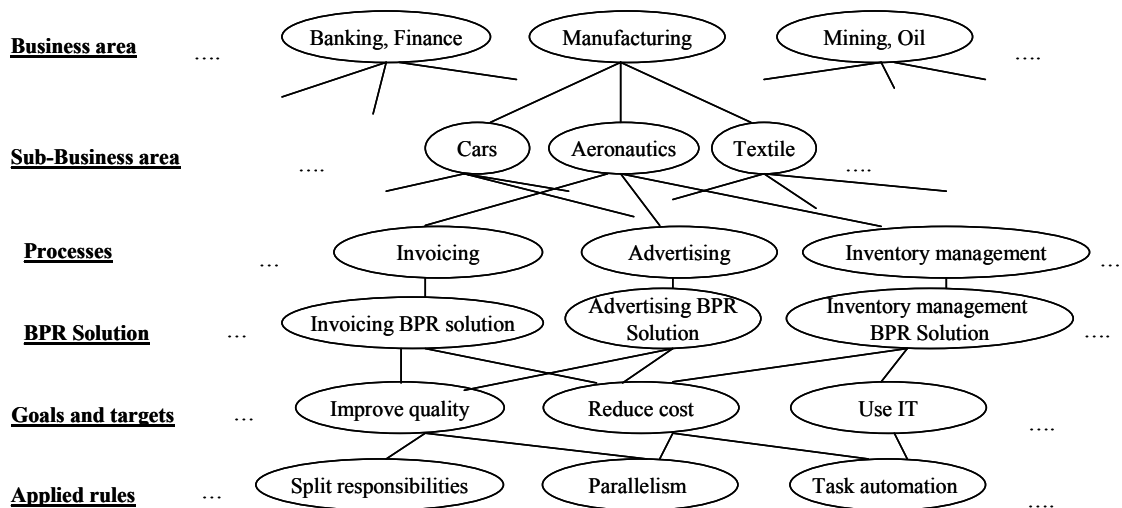 Business area
....
Banking, Finance
Manufacturing
Mining, Oil
....
Sub-Business area
....
Cars
Aeronautics
Textile
....
Processes
...
Invoicing
Advertising
Inventory management
...
BPR Solution
...
Invoicing BPR solution
Advertising BPR
Solution
Inventory management
BPR Solution
....
Goals and targets
...
Improve quality
Reduce cost
Use IT
....
Applied rules
...
Split responsibilities
Parallelism
Task automation
....